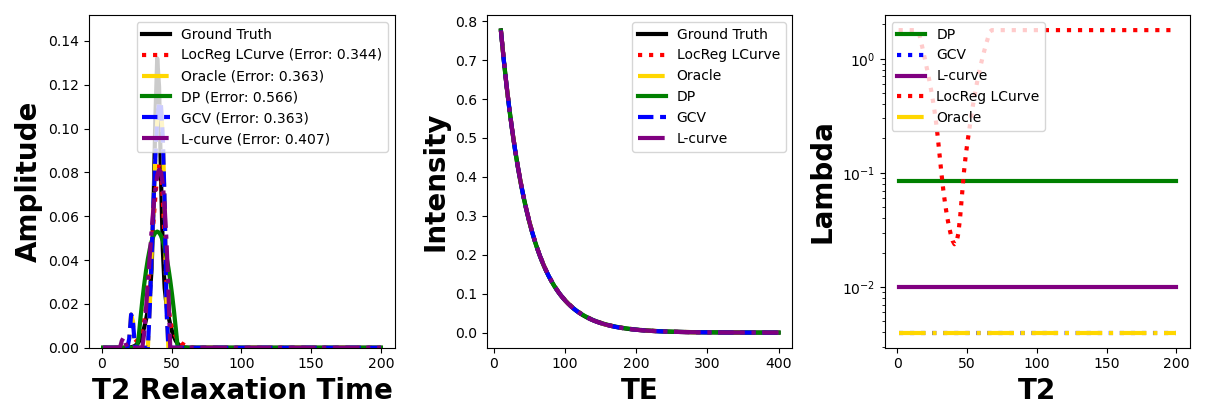 0.14
0.12
0.10
0.08
0.06
0.04
0.02
0.00
0
50
100
150
200
Amplitude
T2 Relaxation Time
Ground Truth
LocReg LCurve (Error: 0.344)
Oracle (Error: 0.363)
DP (Error: 0.566)
GCV (Error: 0.363)
L-curve (Error: 0.407)
0.8
0.7
0.6
0.5
0.4
0.3
0.2
0.1
0.0
0
100
200
300
400
Intensity
TE
Ground Truth
LocReg LCurve
Oracle
DP
GCV
L-curve
10⁰
10⁻¹
10⁻²
0
50
100
150
200
Lambda
T2
DP
GCV
L-curve
LocReg LCurve
Oracle